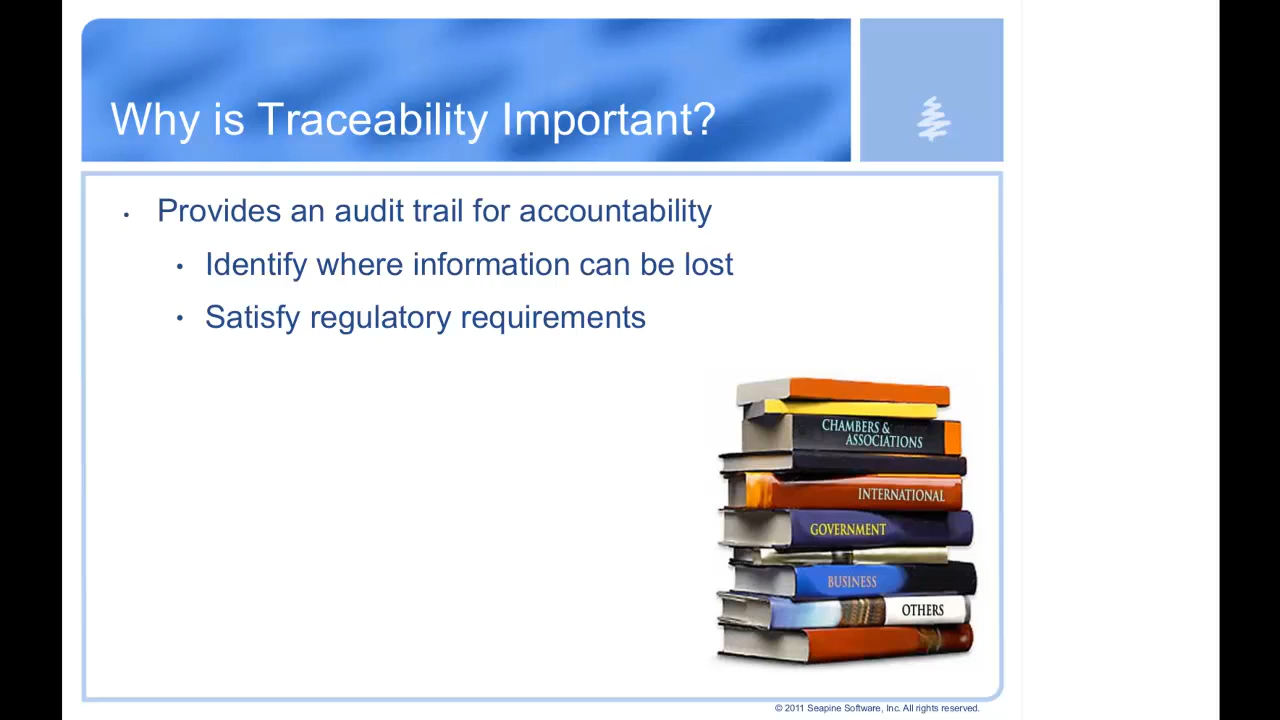 Why is Traceability Important?
• Provides an audit trail for accountability
• Identify where information can be lost
• Satisfy regulatory requirements
CHAMBERS &
ASSOCIATIONS
INTERNATIONAL
GOVERNMENT
BUSINESS
OTHERS
© 2011 Seapine Software, Inc. All rights reserved.